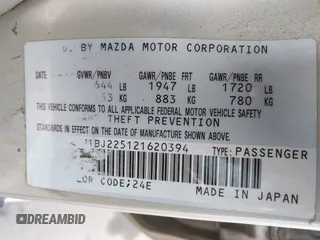 BY MAZDA MOTOR CORPORATION
GVWR/PNBV GAWR/PNBE FRT GAWR/PNBE RR
LB 1947 LB 1720 LB
KG 883 KG 780 KG
THIS VEHICLE CONFORMS TO ALL APPLICABLE FEDERAL MOTOR VEHICLE SAFETY
THEFT PREVENTION
STANDARDS IN EFFECT ON THE DATE OF MANUFACTURE SHOWN ABOVE.
1BJ225121620394 TYPE:PASSENGER
COLOR CODE;24E
MADE IN JAPAN
DREAMBID